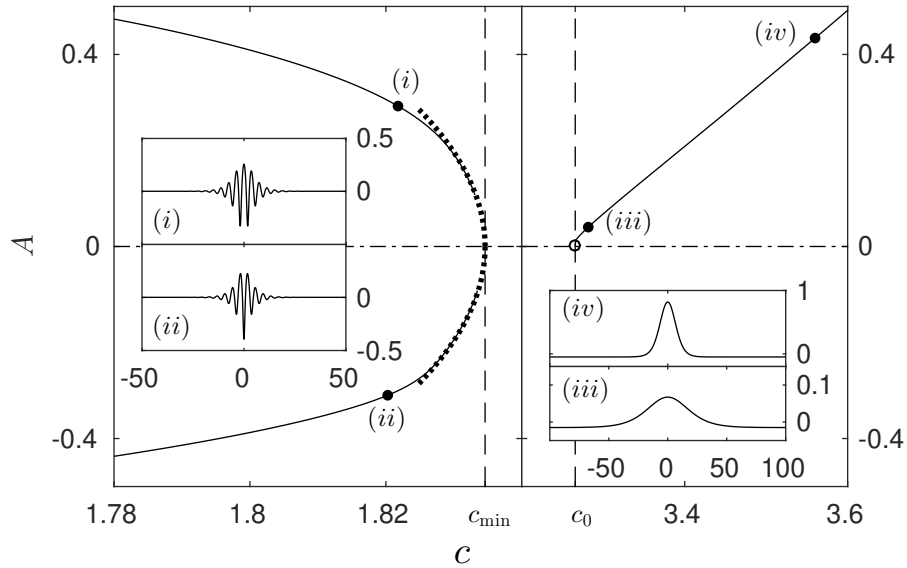 0.4 0.4
(iv)
(i)
0.5
(i) 0
A 0 (iii) 0
1
(iv)
(ii) 0 0
0.1
-0.5 (iii) 0
-50 0 50
(ii)
-0.4 -0.4
-50 0 50 100
1.78 1.8 1.82 c_min c_0 3.4 3.6
c